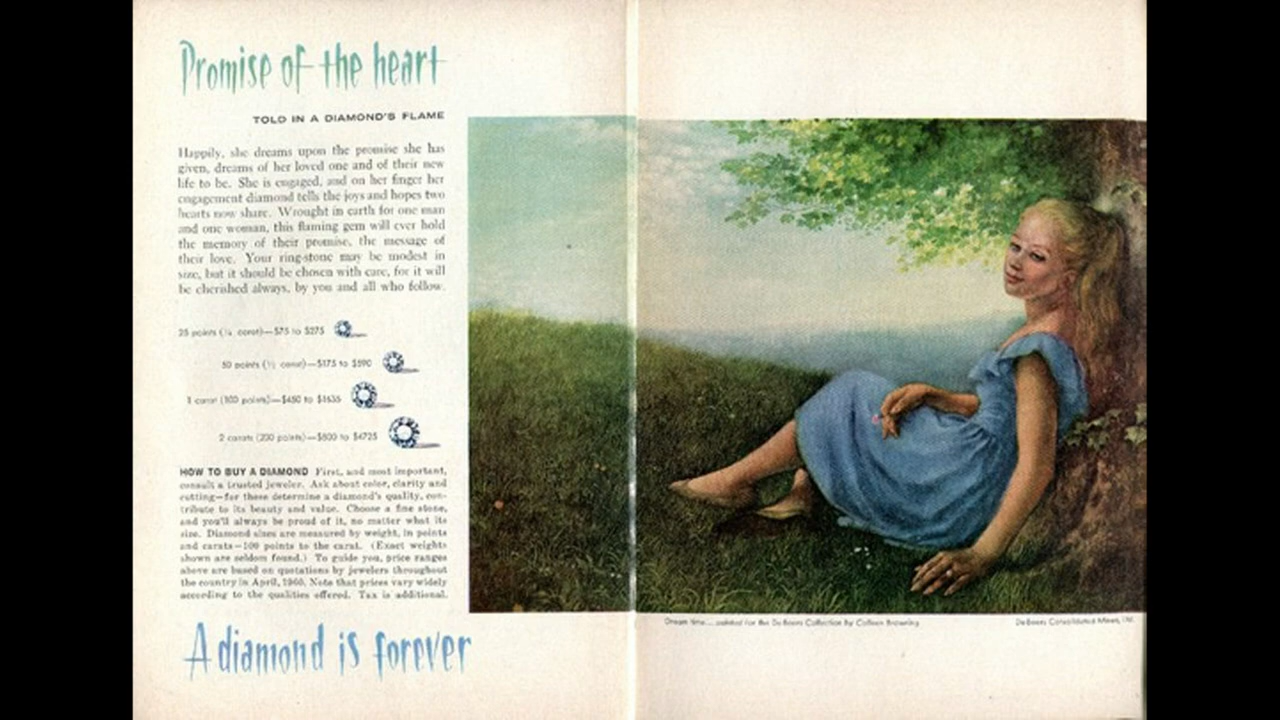 Promise of the heart
TOLD IN A DIAMOND'S FLAME
Happily, she dreams upon the promise she has
given, dreams of her loved one and of their new
life to be. She is engaged, and on her finger her
engagement diamond tells the joys and hopes two
hearts now share. Wrought in earth for one man
and one woman, this flaming gem will ever hold
the memory of their promise, the message of
their love. Your ring-stone may be modest in
size, but it should be chosen with care, for it will
be cherished always, by you and all who follow.
25 points (¼ carat)—$75 to $275
50 points (½ carat)—$175 to $590
1 carat (100 points)—$450 to $1635
2 carats (200 points)—$800 to $4725
HOW TO BUY A DIAMOND First, and most important,
consult a trusted jeweler. Ask about color, clarity and
cutting—for these determine a diamond's quality, con-
tribute to its beauty and value. Choose a fine stone,
and you'll always be proud of it, no matter what its
size. Diamond sizes are measured by weight, in points
and carats—100 points to the carat. (Exact weights
shown are seldom found.) To guide you, price ranges
above are based on quotations by jewelers throughout
the country in April, 1960. Note that prices vary widely
according to the qualities offered. Tax is additional.
A diamond is forever
Dream time... painted for the De Beers Collection by Colleen Browning
De Beers Consolidated Mines, Ltd.